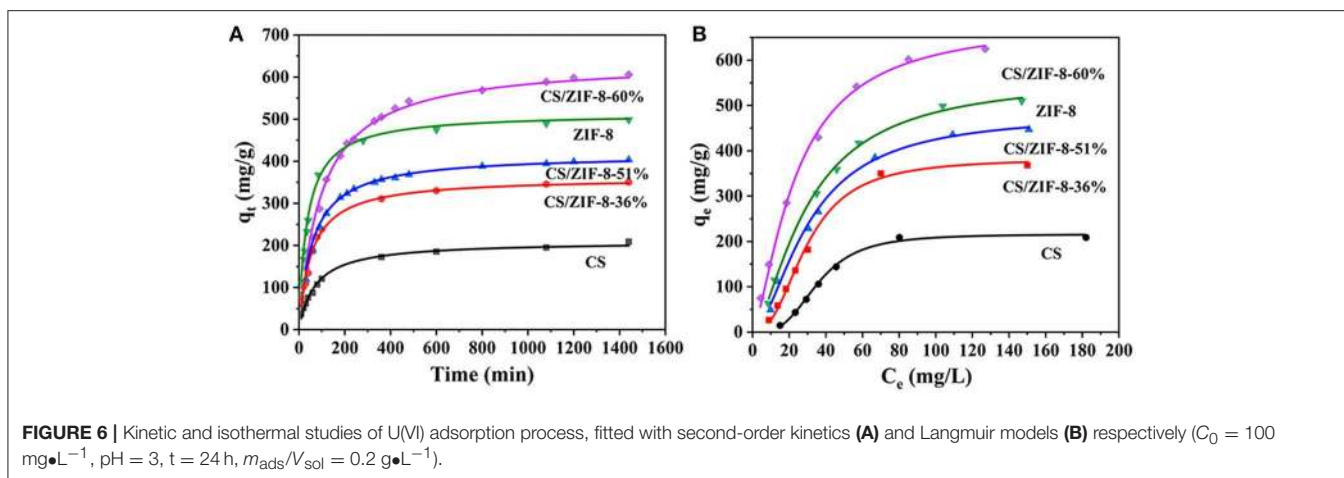 A
700
600
500
400
300
200
100
0
qt (mg/g)
CS/ZIF-8-60%
ZIF-8
CS/ZIF-8-51%
CS/ZIF-8-36%
CS
0 200 400 600 800 1000 1200 1400 1600
Time (min)
B
600
500
400
300
200
100
0
qe (mg/g)
CS/ZIF-8-60%
ZIF-8
CS/ZIF-8-51%
CS/ZIF-8-36%
CS
0 20 40 60 80 100 120 140 160 180 200
Ce (mg/L)
FIGURE 6 | Kinetic and isothermal studies of U(VI) adsorption process, fitted with second-order kinetics (A) and Langmuir models (B) respectively (C0 = 100
mg•L−1, pH = 3, t = 24 h, mads/Vsol = 0.2 g•L−1).